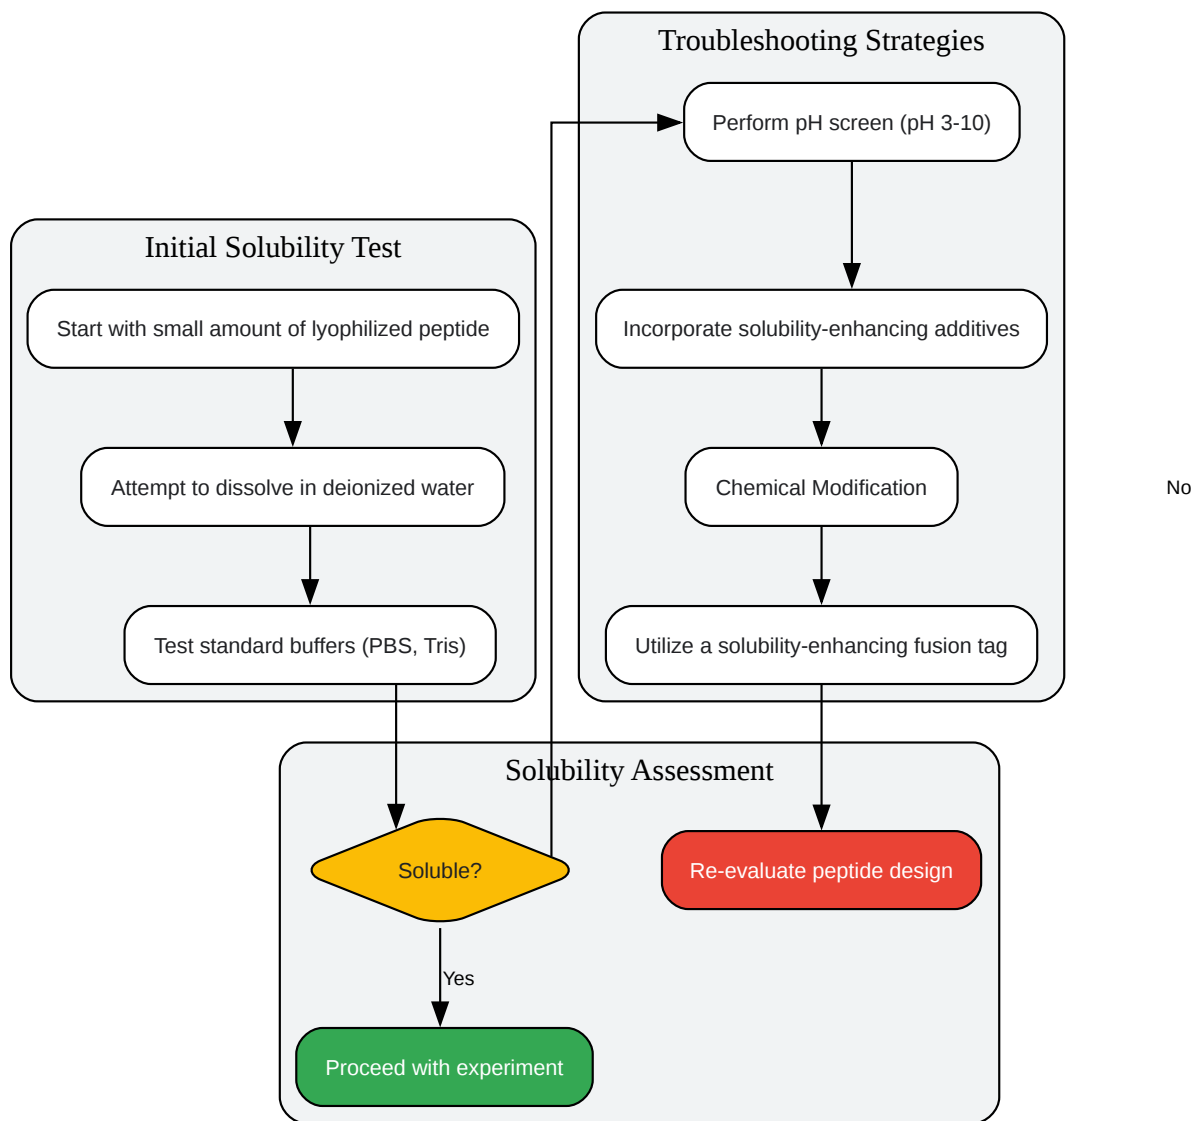 Troubleshooting Strategies
Perform pH screen (pH 3-10)
Initial Solubility Test
Start with small amount of lyophilized peptide
Incorporate solubility-enhancing additives
Attempt to dissolve in deionized water
Chemical Modification
No
Test standard buffers (PBS, Tris)
Utilize a solubility-enhancing fusion tag
Solubility Assessment
Soluble?
Re-evaluate peptide design
Yes
Proceed with experiment